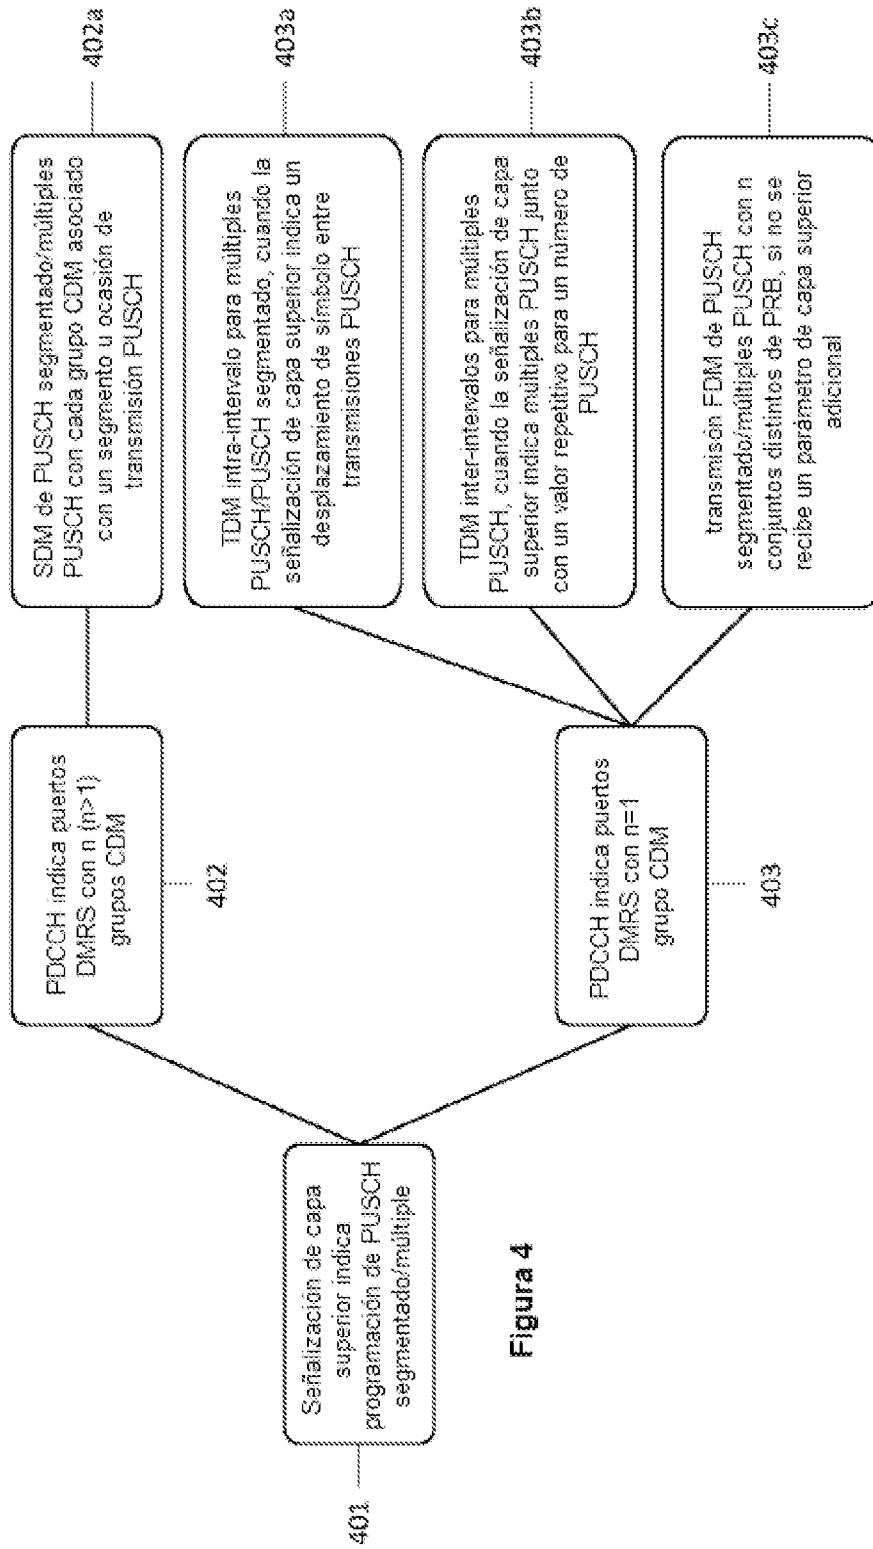 401
Señalización de capa
superior indica
programación de PUSCH
segmentado/múltiple
PDCCH indica puertos
DMRS con n (n>1)
grupos CDM
402
SDM de PUSCH segmentado/múltiples
PUSCH con cada grupo CDM asociado
con un segmento u ocasión de
transmisión PUSCH
402a
PDCCH indica puertos
DMRS con n=1
grupo CDM
403
TDM intra-intervalo para múltiples
PUSCH/PUSCH segmentado, cuando la
señalización de capa superior indica un
desplazamiento de símbolo entre
transmisiones PUSCH
403a
TDM inter-intervalos para múltiples
PUSCH, cuando la señalización de capa
superior indica múltiples PUSCH junto
con un valor repetitivo para un número de
PUSCH
403b
transmisón FDM de PUSCH
segmentado/múltiples PUSCH con n
conjuntos distintos de PRB, si no se
recibe un parámetro de capa superior
adicional
403c
Figura 4